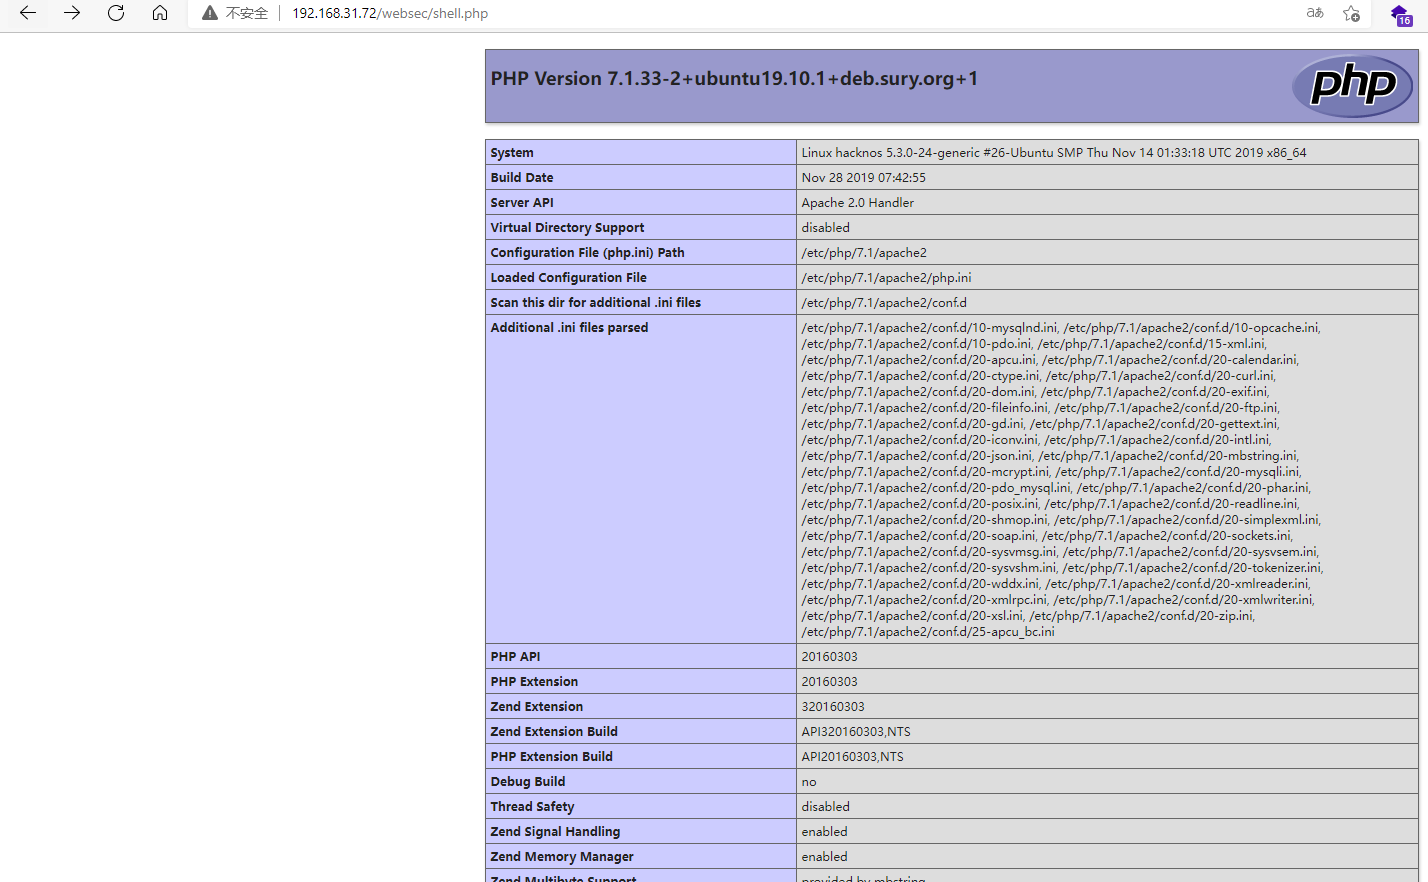 不安全
192.168.31.72/websec/shell.php
aあ
16
PHP Version 7.1.33-2+ubuntu19.10.1+deb.sury.org+1
php
System Linux hacknos 5.3.0-24-generic #26-Ubuntu SMP Thu Nov 14 01:33:18 UTC 2019 x86_64
Build Date Nov 28 2019 07:42:55
Server API Apache 2.0 Handler
Virtual Directory Support disabled
Configuration File (php.ini) Path /etc/php/7.1/apache2
Loaded Configuration File /etc/php/7.1/apache2/php.ini
Scan this dir for additional .ini files /etc/php/7.1/apache2/conf.d
Additional .ini files parsed /etc/php/7.1/apache2/conf.d/10-mysqlnd.ini, /etc/php/7.1/apache2/conf.d/10-opcache.ini,
/etc/php/7.1/apache2/conf.d/10-pdo.ini, /etc/php/7.1/apache2/conf.d/15-xml.ini,
/etc/php/7.1/apache2/conf.d/20-apcu.ini, /etc/php/7.1/apache2/conf.d/20-calendar.ini,
/etc/php/7.1/apache2/conf.d/20-ctype.ini, /etc/php/7.1/apache2/conf.d/20-curl.ini,
/etc/php/7.1/apache2/conf.d/20-dom.ini, /etc/php/7.1/apache2/conf.d/20-exif.ini,
/etc/php/7.1/apache2/conf.d/20-fileinfo.ini, /etc/php/7.1/apache2/conf.d/20-ftp.ini,
/etc/php/7.1/apache2/conf.d/20-gd.ini, /etc/php/7.1/apache2/conf.d/20-gettext.ini,
/etc/php/7.1/apache2/conf.d/20-iconv.ini, /etc/php/7.1/apache2/conf.d/20-intl.ini,
/etc/php/7.1/apache2/conf.d/20-json.ini, /etc/php/7.1/apache2/conf.d/20-mbstring.ini,
/etc/php/7.1/apache2/conf.d/20-mcrypt.ini, /etc/php/7.1/apache2/conf.d/20-mysqli.ini,
/etc/php/7.1/apache2/conf.d/20-pdo_mysql.ini, /etc/php/7.1/apache2/conf.d/20-phar.ini,
/etc/php/7.1/apache2/conf.d/20-posix.ini, /etc/php/7.1/apache2/conf.d/20-readline.ini,
/etc/php/7.1/apache2/conf.d/20-shmop.ini, /etc/php/7.1/apache2/conf.d/20-simplexml.ini,
/etc/php/7.1/apache2/conf.d/20-soap.ini, /etc/php/7.1/apache2/conf.d/20-sockets.ini,
/etc/php/7.1/apache2/conf.d/20-sysvmsg.ini, /etc/php/7.1/apache2/conf.d/20-sysvsem.ini,
/etc/php/7.1/apache2/conf.d/20-sysvshm.ini, /etc/php/7.1/apache2/conf.d/20-tokenizer.ini,
/etc/php/7.1/apache2/conf.d/20-wddx.ini, /etc/php/7.1/apache2/conf.d/20-xmlreader.ini,
/etc/php/7.1/apache2/conf.d/20-xmlrpc.ini, /etc/php/7.1/apache2/conf.d/20-xmlwriter.ini,
/etc/php/7.1/apache2/conf.d/20-xsl.ini, /etc/php/7.1/apache2/conf.d/20-zip.ini,
/etc/php/7.1/apache2/conf.d/25-apcu_bc.ini
PHP API 20160303
PHP Extension 20160303
Zend Extension 320160303
Zend Extension Build API320160303,NTS
PHP Extension Build API20160303,NTS
Debug Build no
Thread Safety disabled
Zend Signal Handling enabled
Zend Memory Manager enabled
Zend Multibyte Support provided by mbstring